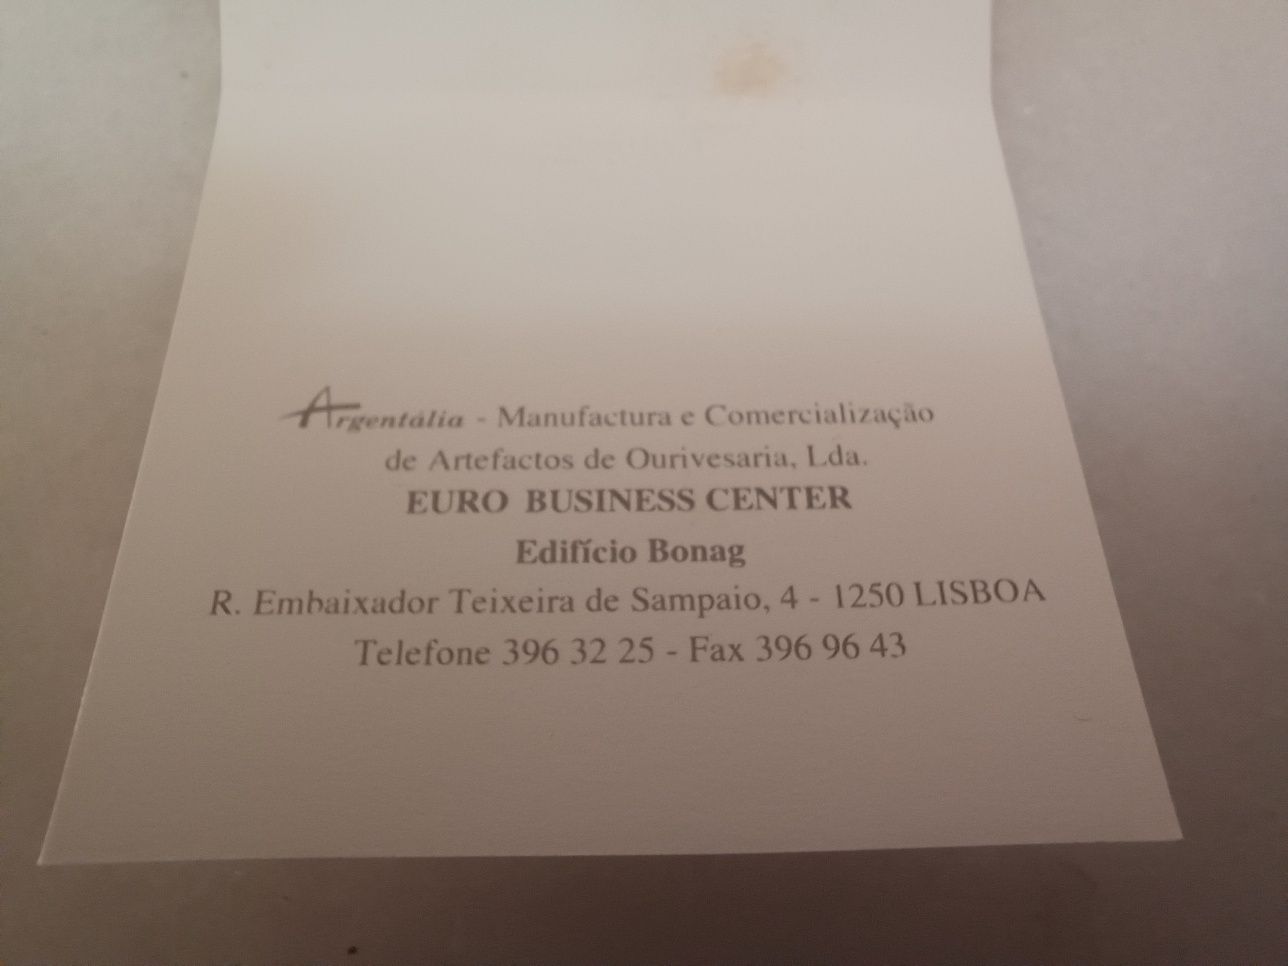 Argentália - Manufactura e Comercialização
de Artefactos de Ourivesaria, Lda.
EURO BUSINESS CENTER
Edifício Bonag
R. Embaixador Teixeira de Sampaio, 4 - 1250 LISBOA
Telefone 396 32 25 - Fax 396 96 43